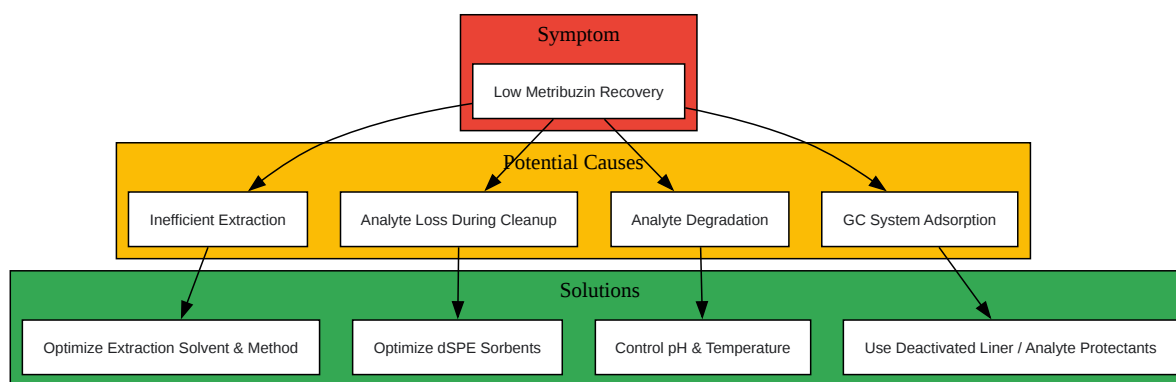 Symptom
Low Metribuzin Recovery
Potential Causes
Inefficient Extraction
Analyte Loss During Cleanup
Analyte Degradation
GC System Adsorption
Solutions
Optimize Extraction Solvent & Method
Optimize dSPE Sorbents
Control pH & Temperature
Use Deactivated Liner / Analyte Protectants